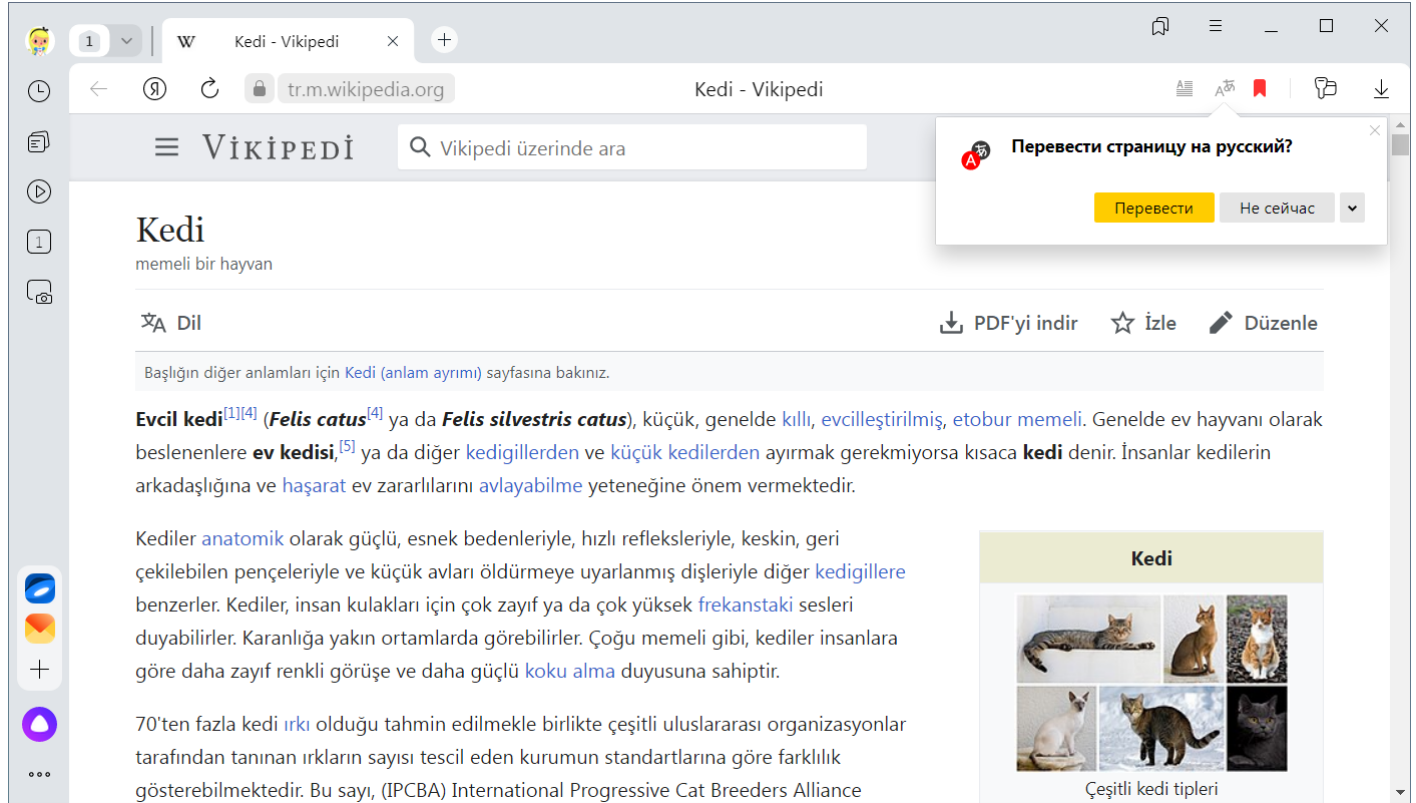 1
W Kedi - Vikipedi
Я tr.m.wikipedia.org Kedi - Vikipedi
VİKİPEDİ Vikipedi üzerinde ara
Перевести страницу на русский?
Перевести Не сейчас
1
Kedi
memeli bir hayvan
Dil PDF'yi indir İzle Düzenle
Başlığın diğer anlamları için Kedi (anlam ayrımı) sayfasına bakınız.
Evcil kedi[1][4] (Felis catus[4] ya da Felis silvestris catus), küçük, genelde kıllı, evcilleştirilmiş, etobur memeli. Genelde ev hayvanı olarak
beslenenlere ev kedisi,[5] ya da diğer kedigillerden ve küçük kedilerden ayırmak gerekmiyorsa kısaca kedi denir. İnsanlar kedilerin
arkadaşlığına ve haşarat ev zararlılarını avlayabilme yeteneğine önem vermektedir.
Kediler anatomik olarak güçlü, esnek bedenleriyle, hızlı refleksleriyle, keskin, geri
çekilebilen pençeleriyle ve küçük avları öldürmeye uyarlanmış dişleriyle diğer kedigillere
benzerler. Kediler, insan kulakları için çok zayıf ya da çok yüksek frekanstaki sesleri
duyabilirler. Karanlığa yakın ortamlarda görebilirler. Çoğu memeli gibi, kediler insanlara
göre daha zayıf renkli görüşe ve daha güçlü koku alma duyusuna sahiptir.
70'ten fazla kedi ırkı olduğu tahmin edilmekle birlikte çeşitli uluslararası organizasyonlar
tarafından tanınan ırkların sayısı tescil eden kurumun standartlarına göre farklılık
gösterebilmektedir. Bu sayı, (IPCBA) International Progressive Cat Breeders Alliance
Kedi
Çeşitli kedi tipleri